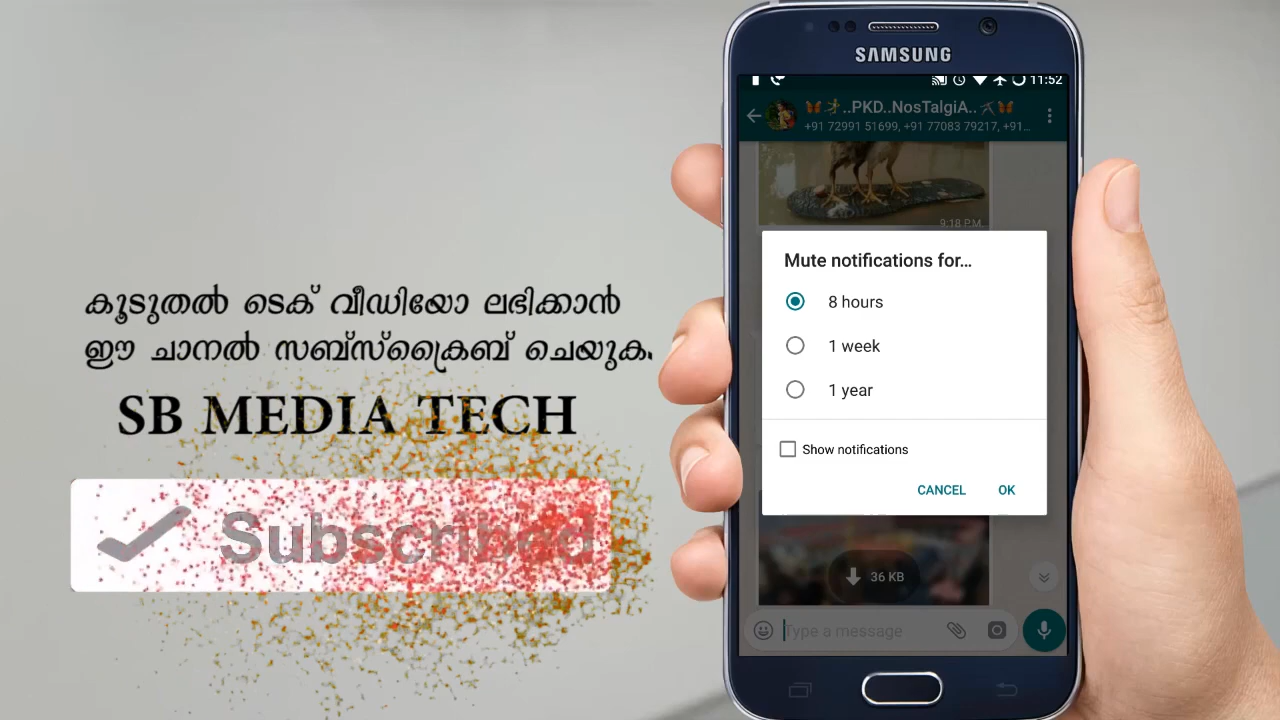 കൂടുതൽ ടെക് വീഡിയോ ലഭിക്കാൻ
ഈ ചാനൽ സബ്സ്ക്രൈബ് ചെയുക.
SB MEDIA TECH
Subscribed
SAMSUNG
11:52
..PKD..NosTalgiA..
+91 72991 51699, +91 77083 79217, +91...
9:18 P.M.
Mute notifications for...
8 hours
1 week
1 year
Show notifications
CANCEL OK
36 KB
Type a message